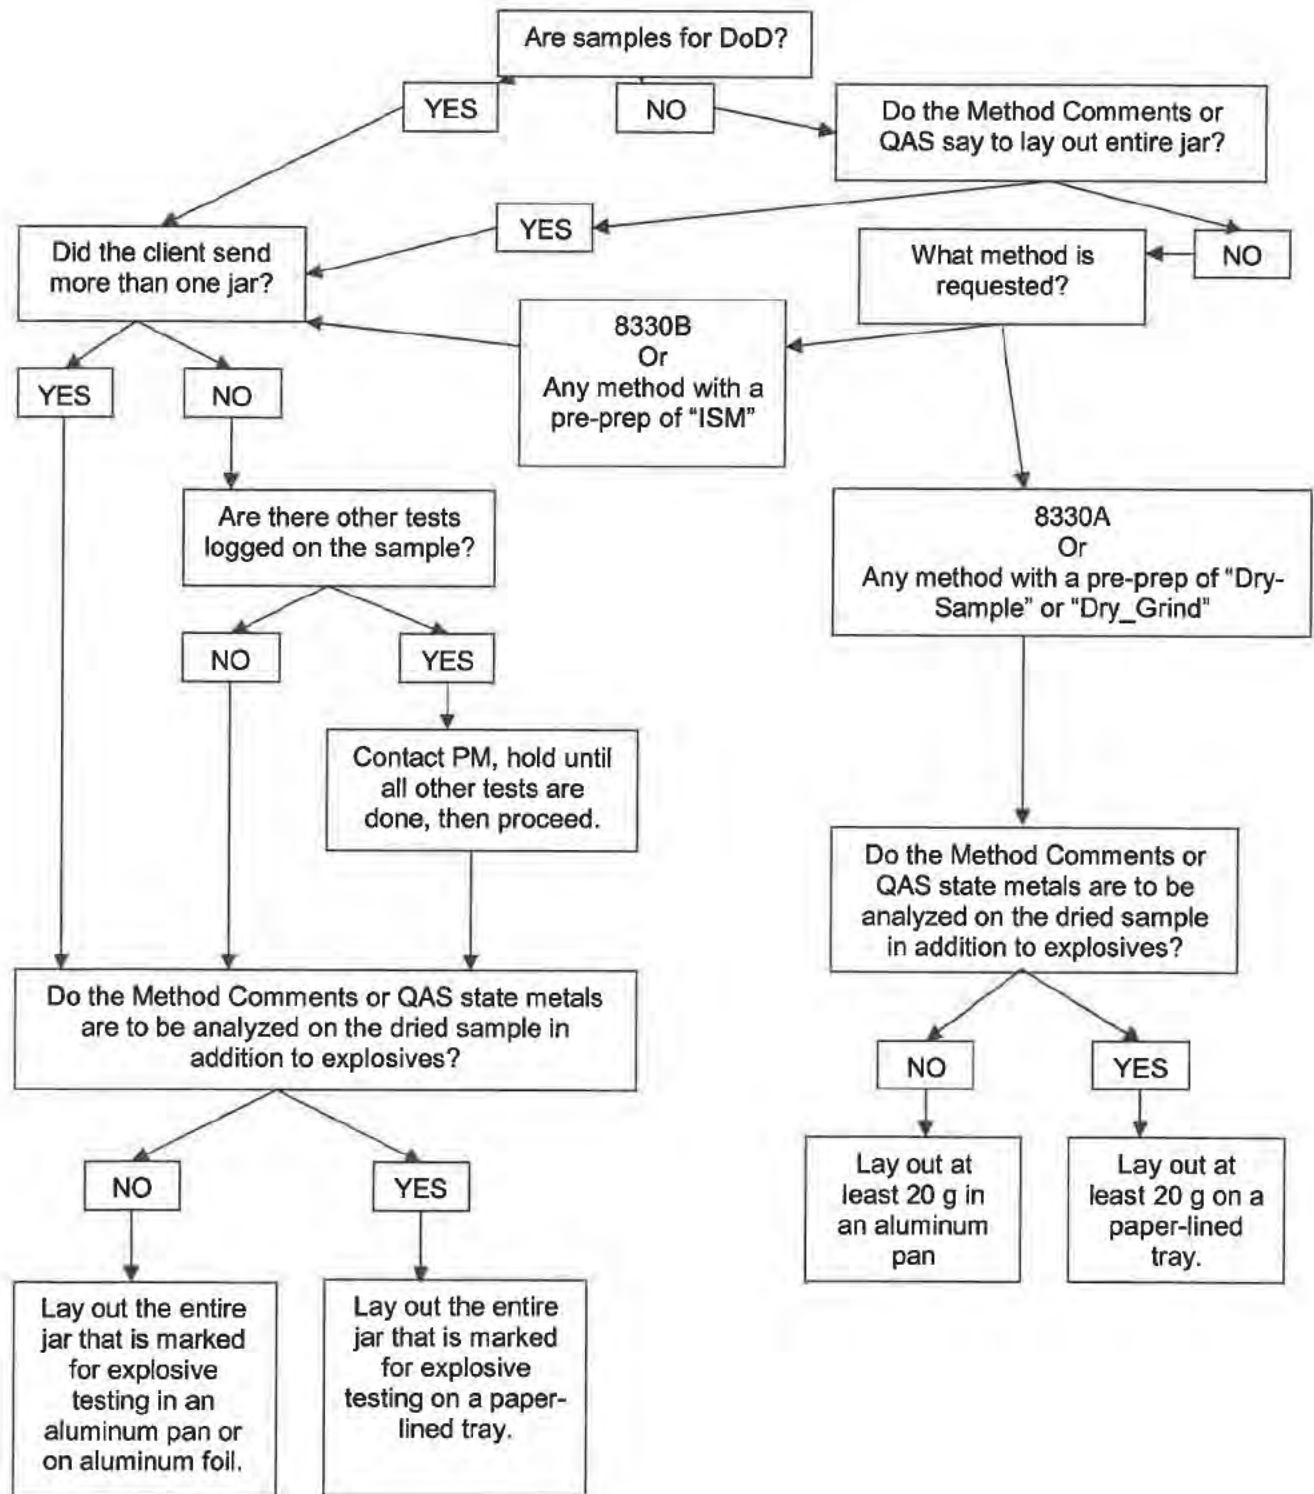 Are samples for DoD?
YES
NO
Do the Method Comments or
QAS say to lay out entire jar?
YES
NO
Did the client send
more than one jar?
What method is
requested?
8330B
Or
Any method with a
pre-prep of “ISM”
YES
NO
Are there other tests
logged on the sample?
8330A
Or
Any method with a pre-prep of “Dry-
Sample” or “Dry_Grind”
NO
YES
Contact PM, hold until
all other tests are
done, then proceed.
Do the Method Comments or
QAS state metals are to be
analyzed on the dried sample
in addition to explosives?
Do the Method Comments or QAS state metals
are to be analyzed on the dried sample in
addition to explosives?
NO
YES
Lay out at
least 20 g in
an aluminum
pan
Lay out at
least 20 g on a
paper-lined
tray.
NO
YES
Lay out the entire
jar that is marked
for explosive
testing in an
aluminum pan or
on aluminum foil.
Lay out the entire
jar that is marked
for explosive
testing on a paper-
lined tray.